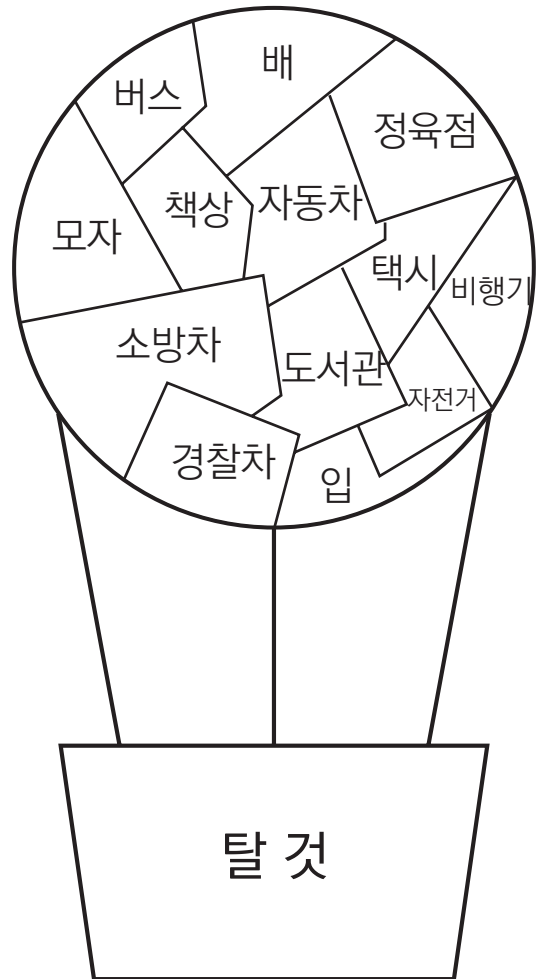 배
버스
정육점
책상
자동차
모자
택시
비행기
소방차
도서관
자전거
경찰차
입
탈 것